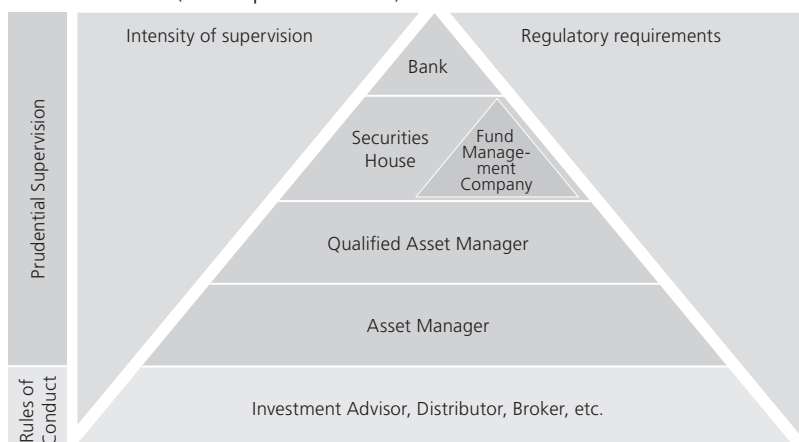 Intensity of supervision
Regulatory requirements
Bank
Securities
House
Fund
Manage-
ment
Company
Qualified Asset Manager
Asset Manager
Investment Advisor, Distributor, Broker, etc.
Prudential Supervision
Rules of
Conduct